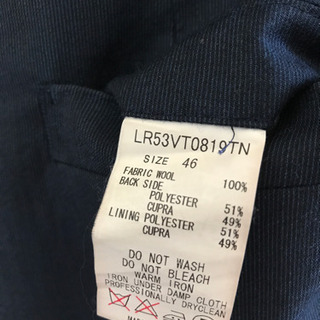 LR53VT0819TN
SIZE 46
FABRIC WOOL 100%
BACK SIDE
POLYESTER 51%
CUPRA 49%
LINING POLYESTER 51%
CUPRA 49%
DO NOT WASH
DO NOT BLEACH
WARM IRON
IRON UNDER DAMP CLOTH
PROFESSIONALLY DRYCLEAN